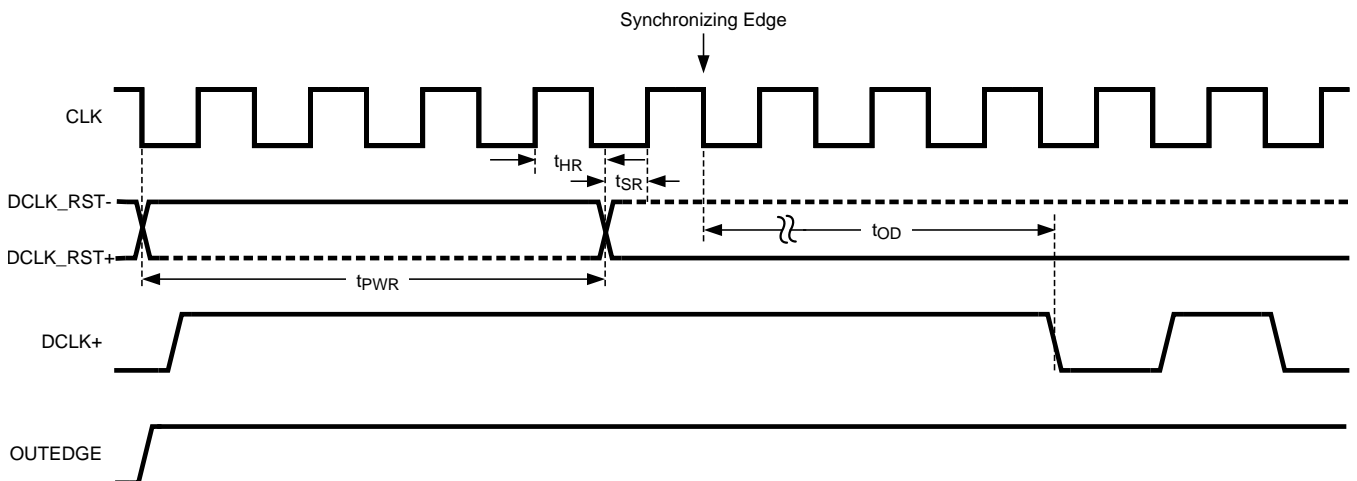 Synchronizing Edge
CLK
tHR
tSR
DCLK_RST-
tOD
DCLK_RST+
tPWR
DCLK+
OUTEDGE